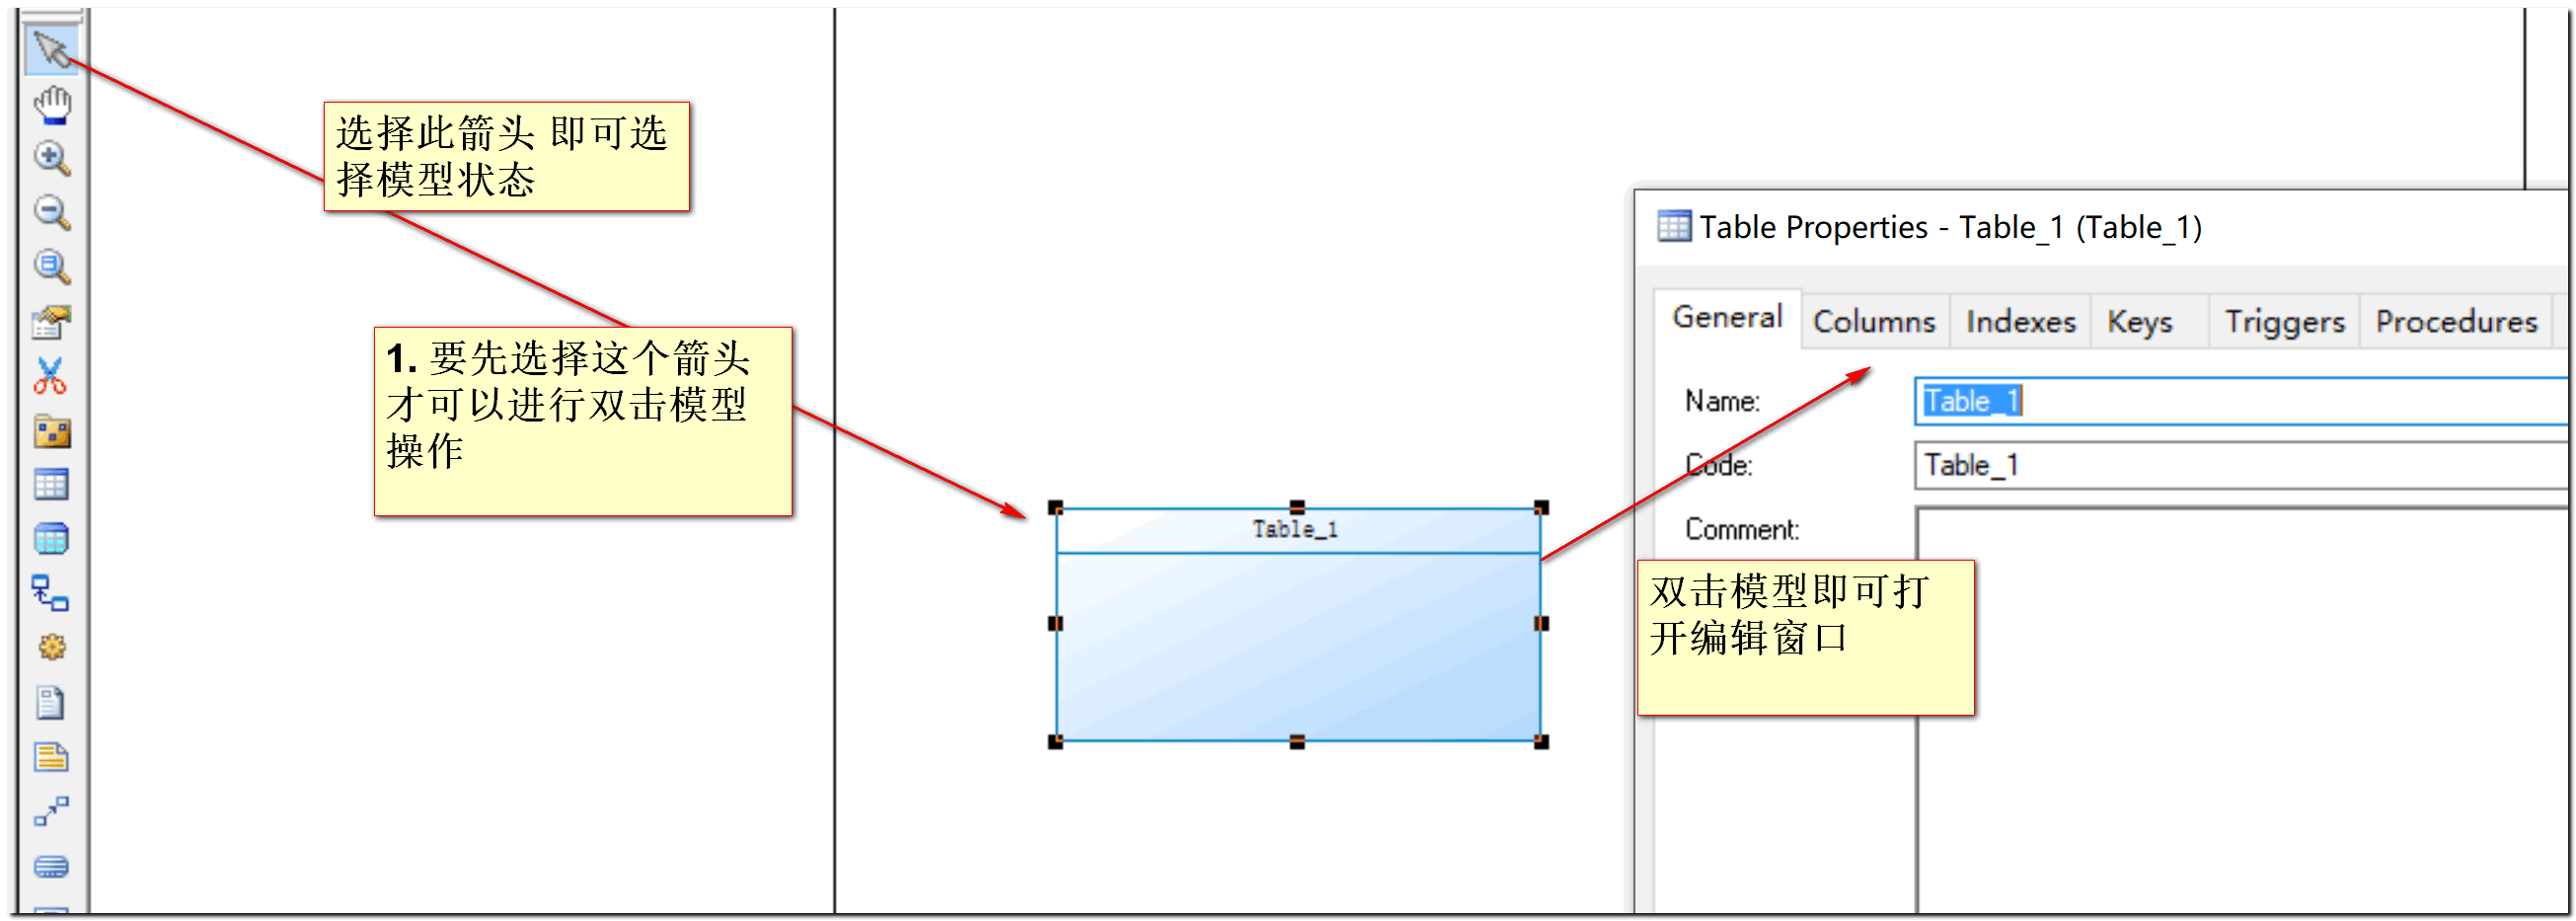 选择此箭头 即可选
择模型状态
1. 要先选择这个箭头
才可以进行双击模型
操作
Table_1
Table Properties - Table_1 (Table_1)
General Columns Indexes Keys Triggers Procedures
Name: Table_1
Code: Table_1
Comment:
双击模型即可打
开编辑窗口